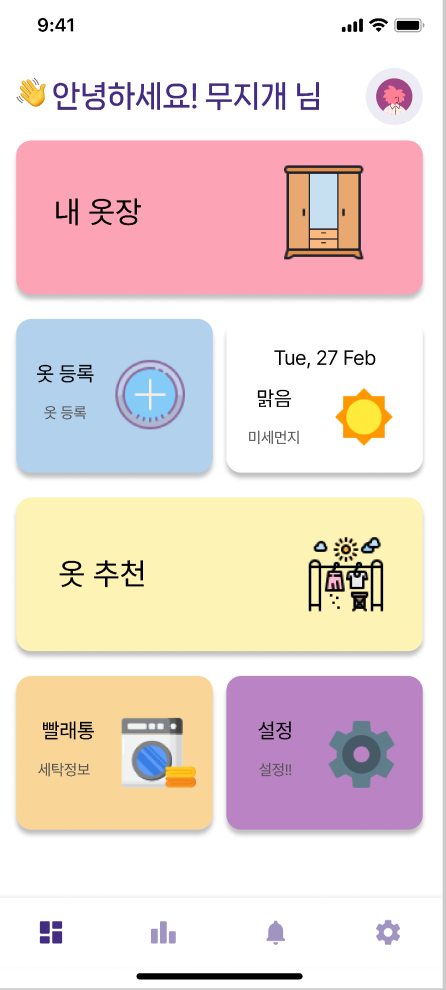 9:41
안녕하세요! 무지개 님
내 옷장
옷 등록
옷 등록
Tue, 27 Feb
맑음
미세먼지
옷 추천
빨래통
세탁정보
설정
설정!!